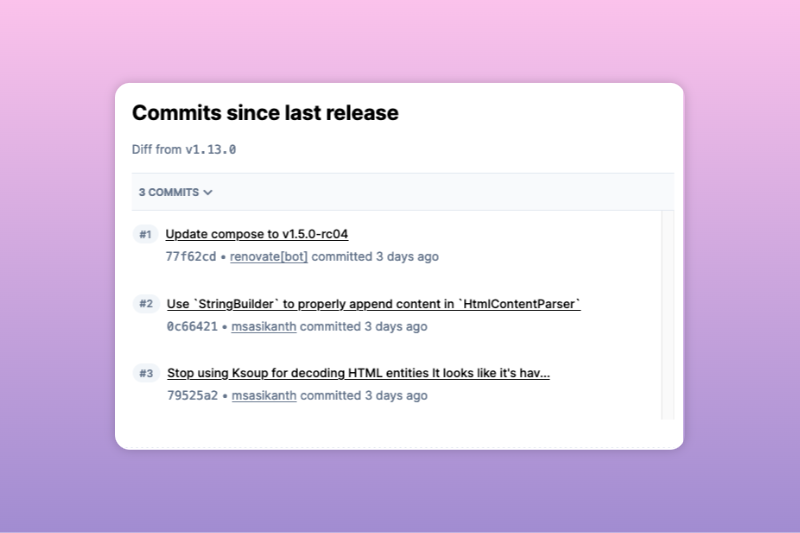 Commits since last release
Diff from v1.13.0
3 COMMITS
#1 Update compose to v1.5.0-rc04
77f62cd • renovate[bot] committed 3 days ago
#2 Use `StringBuilder` to properly append content in `HtmlContentParser`
0c66421 • msasikanth committed 3 days ago
#3 Stop using Ksoup for decoding HTML entities It looks like it's hav...
79525a2 • msasikanth committed 3 days ago